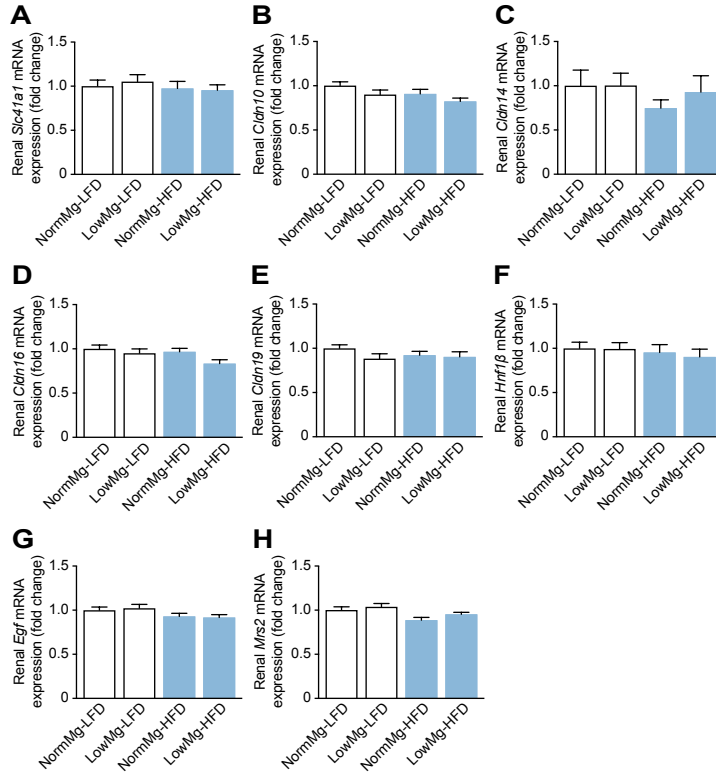 A
Renal Slc41a1 mRNA
expression (fold change)
1.5
1.0
0.5
0
NormMg-LFD
LowMg-LFD
NormMg-HFD
LowMg-HFD
B
Renal Cldn10 mRNA
expression (fold change)
1.5
1.0
0.5
0
NormMg-LFD
LowMg-LFD
NormMg-HFD
LowMg-HFD
C
Renal Cldn14 mRNA
expression (fold change)
1.5
1.0
0.5
0
NormMg-LFD
LowMg-LFD
NormMg-HFD
LowMg-HFD
D
Renal Cldn16 mRNA
expression (fold change)
1.5
1.0
0.5
0
NormMg-LFD
LowMg-LFD
NormMg-HFD
LowMg-HFD
E
Renal Cldn19 mRNA
expression (fold change)
1.5
1.0
0.5
0
NormMg-LFD
LowMg-LFD
NormMg-HFD
LowMg-HFD
F
Renal Hnf1β mRNA
expression (fold change)
1.5
1.0
0.5
0
NormMg-LFD
LowMg-LFD
NormMg-HFD
LowMg-HFD
G
Renal Egf mRNA
expression (fold change)
1.5
1.0
0.5
0
NormMg-LFD
LowMg-LFD
NormMg-HFD
LowMg-HFD
H
Renal Mrs2 mRNA
expression (fold change)
1.5
1.0
0.5
0
NormMg-LFD
LowMg-LFD
NormMg-HFD
LowMg-HFD